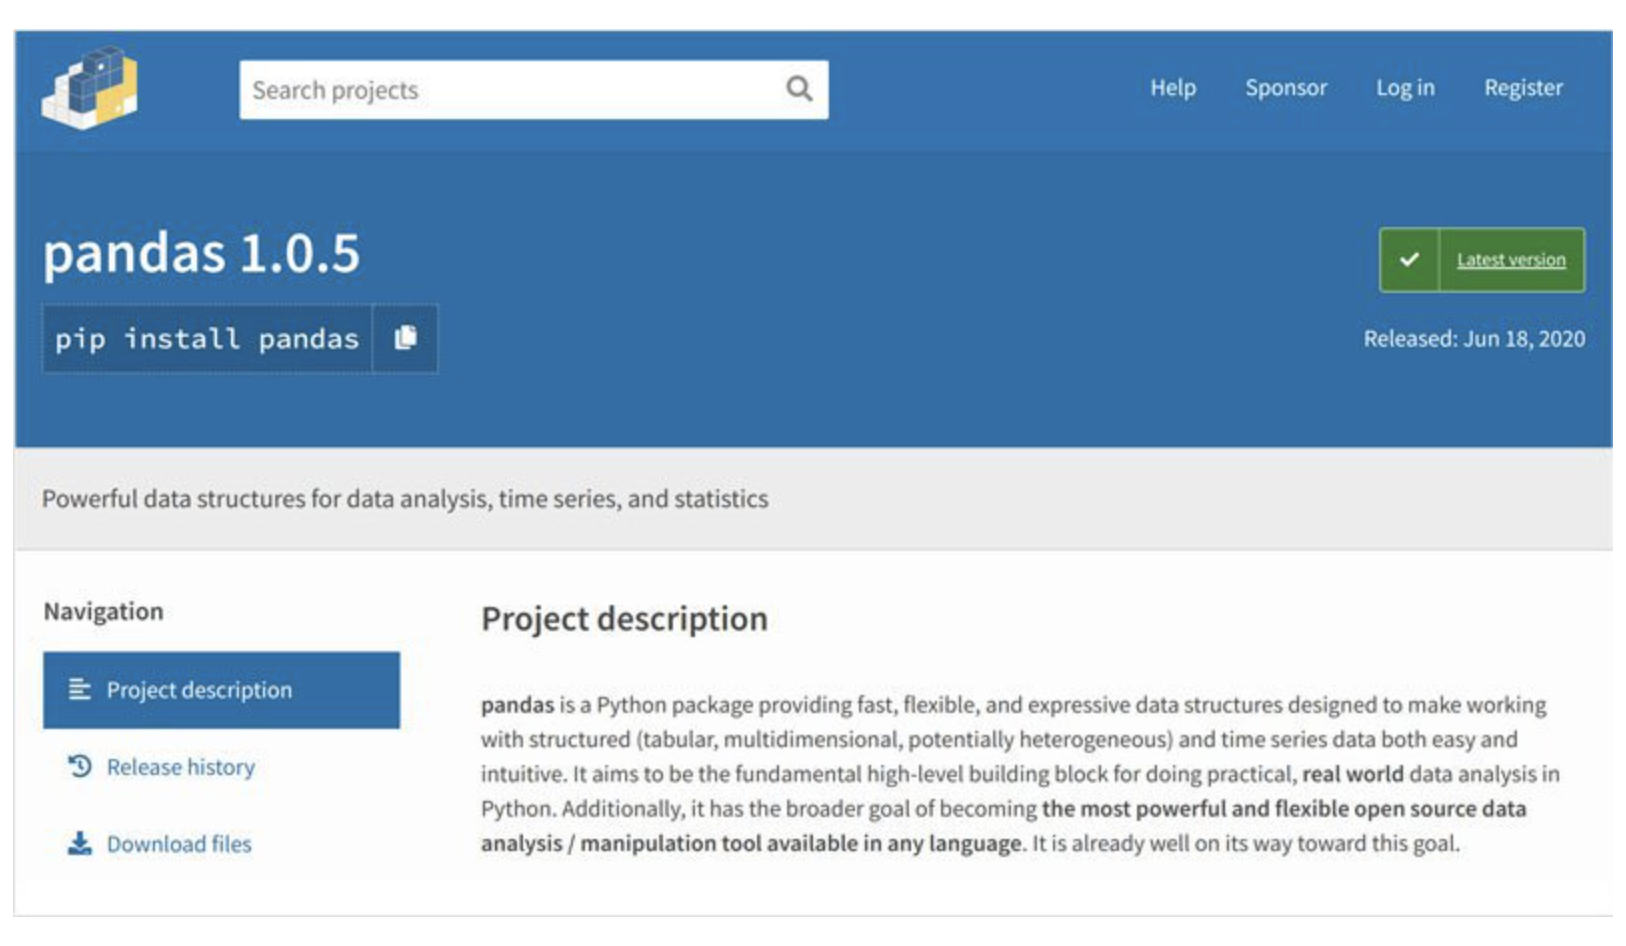 Search projects
Help
Sponsor
Log in
Register
pandas 1.0.5
pip install pandas
Latest version
Released: Jun 18, 2020
Powerful data structures for data analysis, time series, and statistics
Navigation
Project description
Release history
Download files
Project description
pandas is a Python package providing fast, flexible, and expressive data structures designed to make working
with structured (tabular, multidimensional, potentially heterogeneous) and time series data both easy and
intuitive. It aims to be the fundamental high-level building block for doing practical, real world data analysis in
Python. Additionally, it has the broader goal of becoming the most powerful and flexible open source data
analysis / manipulation tool available in any language. It is already well on its way toward this goal.